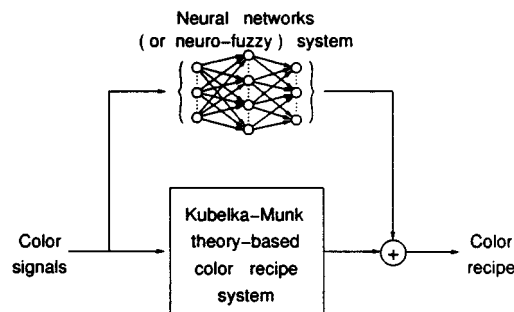 Neural networks
( or neuro-fuzzy ) system
Kubelka-Munk
theory-based
color recipe
system
Color
signals
+
Color
recipe